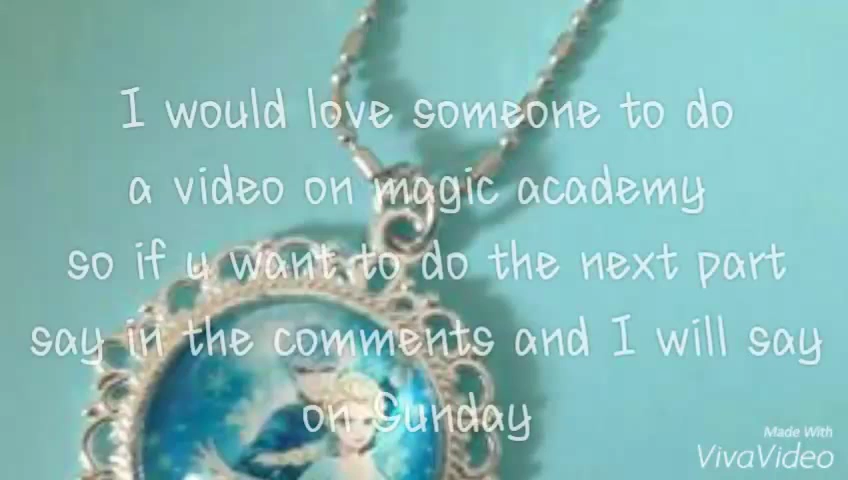 I would love someone to do
a video on magic academy
so if u want to do the next part
say in the comments and I will say
on Sunday
Made With
VivaVideo